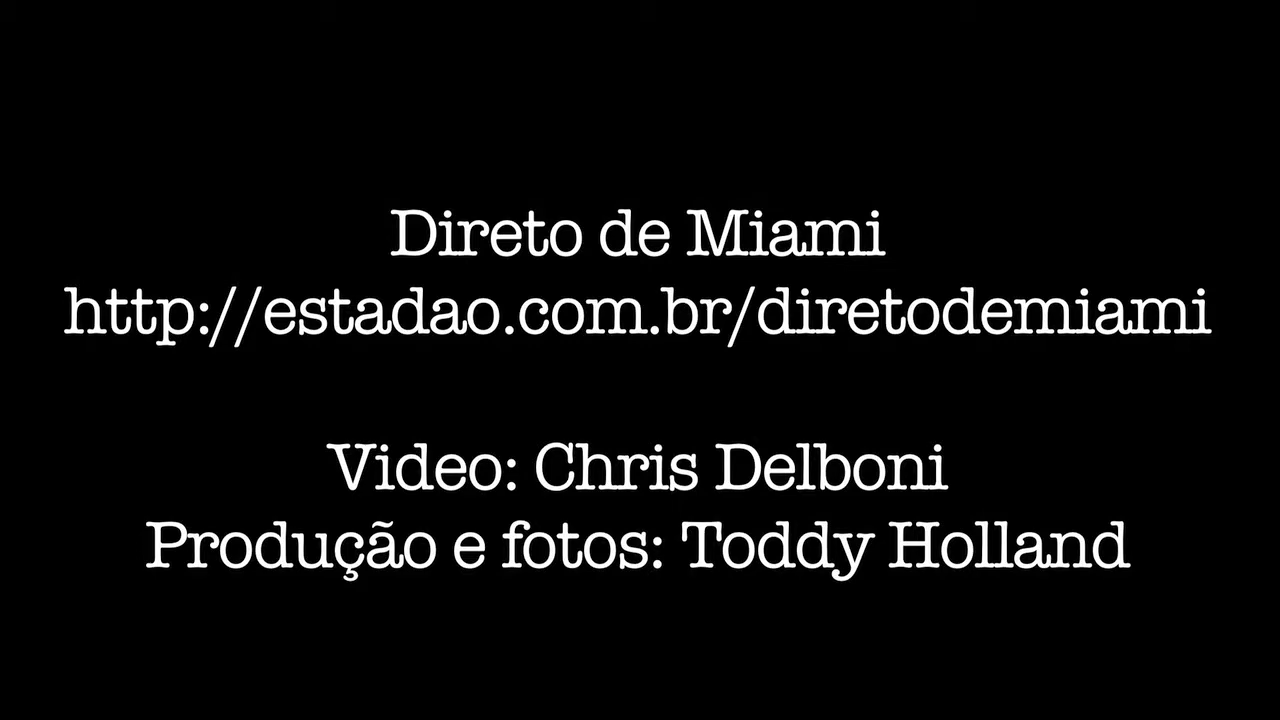 Direto de Miami
http://estadao.com.br/diretodemiami
Video: Chris Delboni
Produção e fotos: Toddy Holland